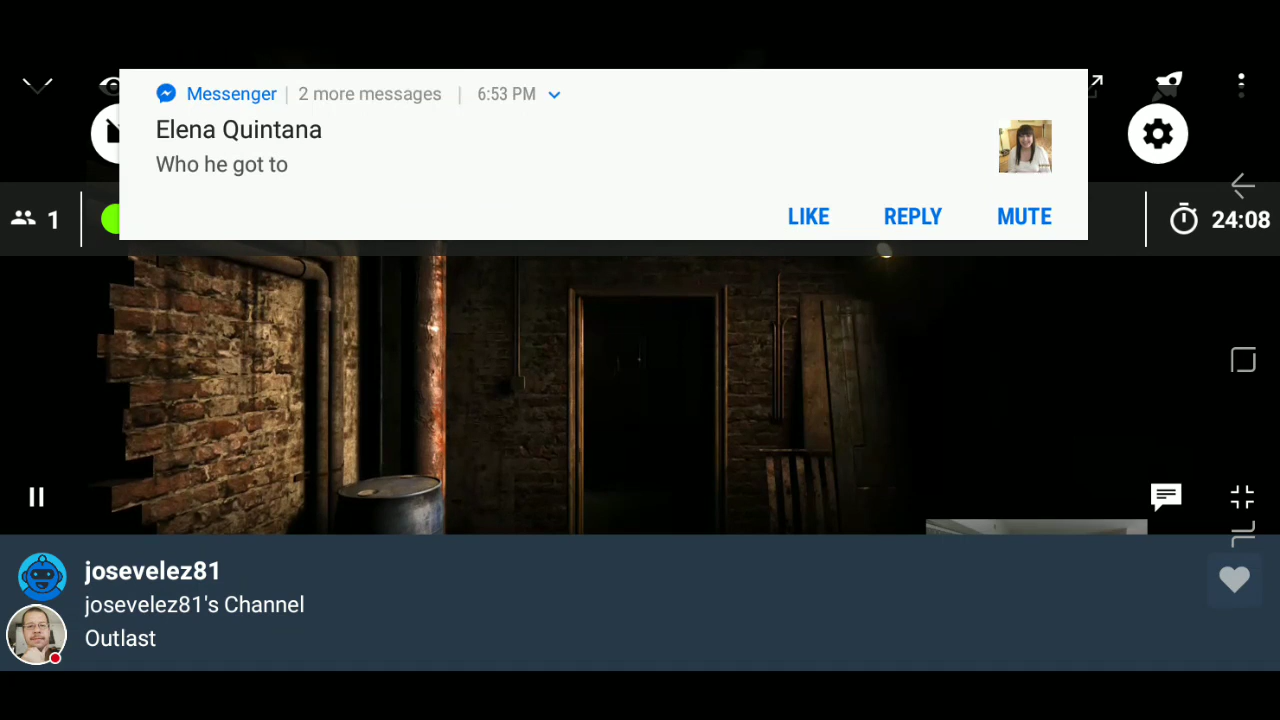 Messenger | 2 more messages | 6:53 PM
Elena Quintana
Who he got to
LIKE REPLY MUTE
1
24:08
josevelez81
josevelez81's Channel
Outlast